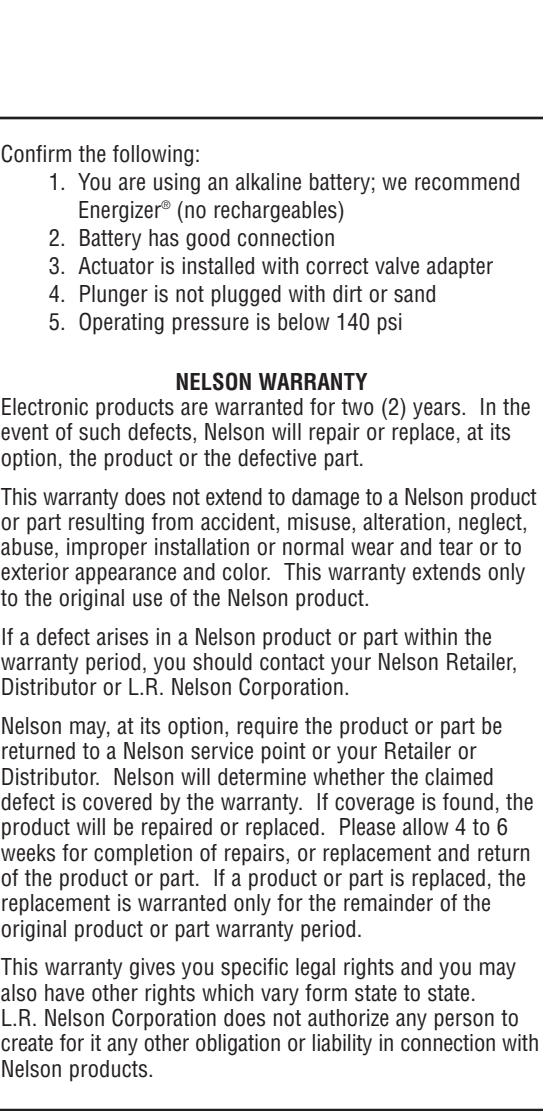 Confirm the following:
1. You are using an alkaline battery; we recommend
Energizer® (no rechargeables)
2. Battery has good connection
3. Actuator is installed with correct valve adapter
4. Plunger is not plugged with dirt or sand
5. Operating pressure is below 140 psi
NELSON WARRANTY
Electronic products are warranted for two (2) years. In the
event of such defects, Nelson will repair or replace, at its
option, the product or the defective part.
This warranty does not extend to damage to a Nelson product
or part resulting from accident, misuse, alteration, neglect,
abuse, improper installation or normal wear and tear or to
exterior appearance and color. This warranty extends only
to the original use of the Nelson product.
If a defect arises in a Nelson product or part within the
warranty period, you should contact your Nelson Retailer,
Distributor or L.R. Nelson Corporation.
Nelson may, at its option, require the product or part be
returned to a Nelson service point or your Retailer or
Distributor. Nelson will determine whether the claimed
defect is covered by the warranty. If coverage is found, the
product will be repaired or replaced. Please allow 4 to 6
weeks for completion of repairs, or replacement and return
of the product or part. If a product or part is replaced, the
replacement is warranted only for the remainder of the
original product or part warranty period.
This warranty gives you specific legal rights and you may
also have other rights which vary form state to state.
L.R. Nelson Corporation does not authorize any person to
create for it any other obligation or liability in connection with
Nelson products.